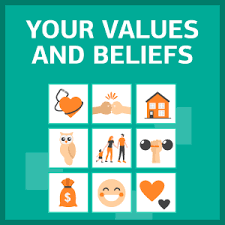 YOUR VALUES
AND BELIEFS
$